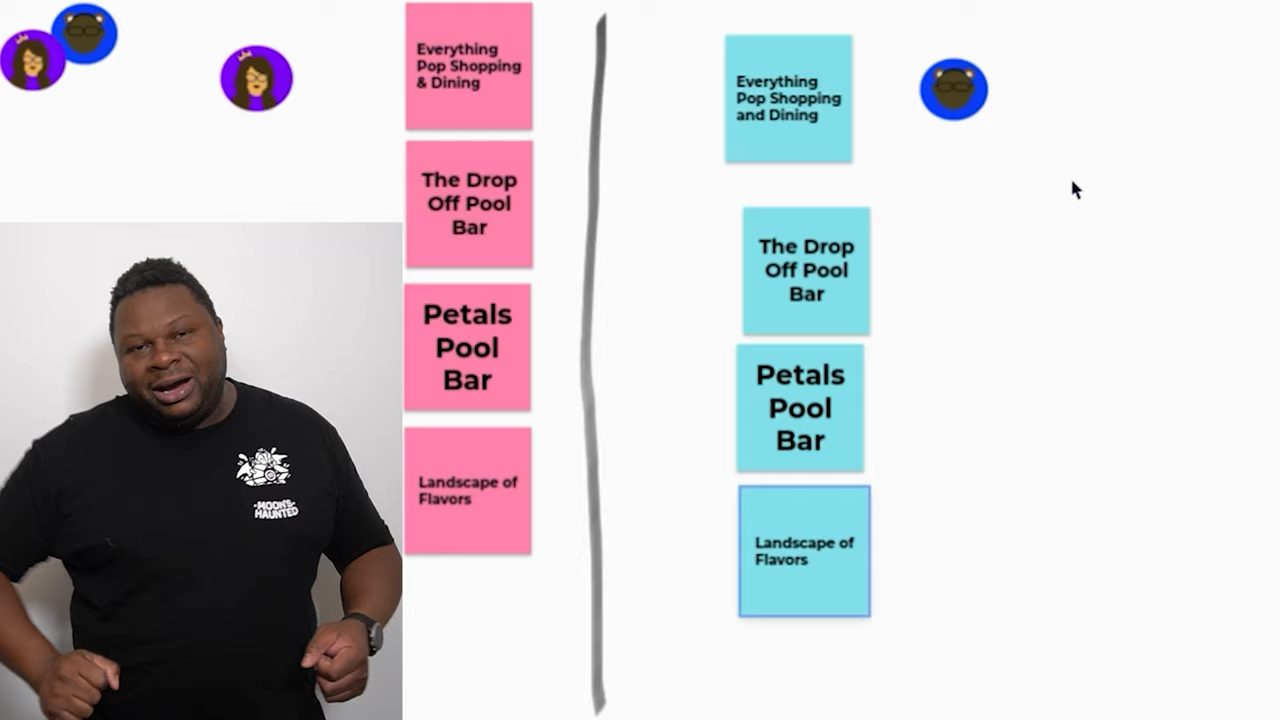 Everything
Pop Shopping
& Dining
The Drop
Off Pool
Bar
Petals
Pool
Bar
Landscape of
Flavors
Everything
Pop Shopping
and Dining
The Drop
Off Pool
Bar
Petals
Pool
Bar
Landscape of
Flavors
-MOON'S-
HAUNTED